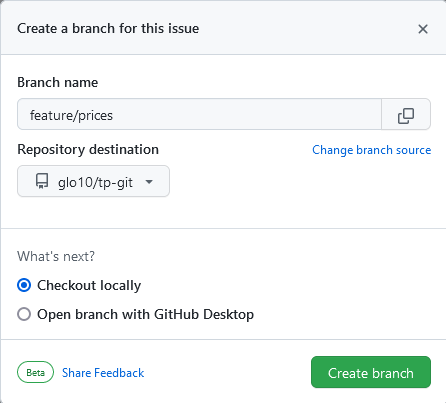 Create a branch for this issue
Branch name
feature/prices
Repository destination
Change branch source
glo10/tp-git
What's next?
Checkout locally
Open branch with GitHub Desktop
Beta Share Feedback
Create branch